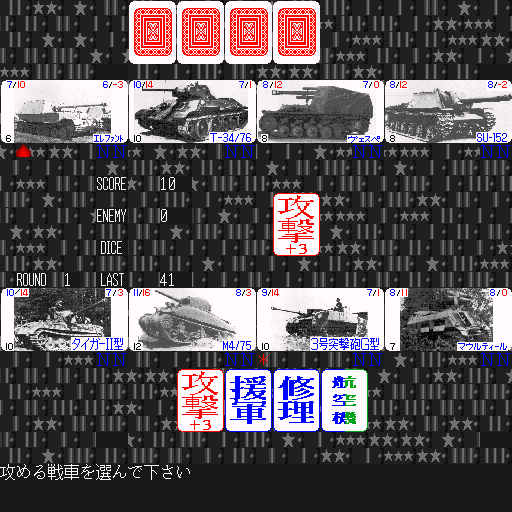 7/10 6/-3 10/14 7/1 8/12 7/0 8/12 8/-2
6 エレファント 10 T-34/76 8 ヴェスペ 8 SU-152
SCORE 10
ENEMY 0
攻撃
+3
DICE
ROUND 1 LAST 41
10/14 7/3 11/16 8/3 9/14 7/1 8/11 8/0
10 タイガーII型 12 M4/75 10 3号突撃砲G型 7 マウルティール
攻撃 援軍 修理 航空機
+3
攻める戦車を選んで下さい